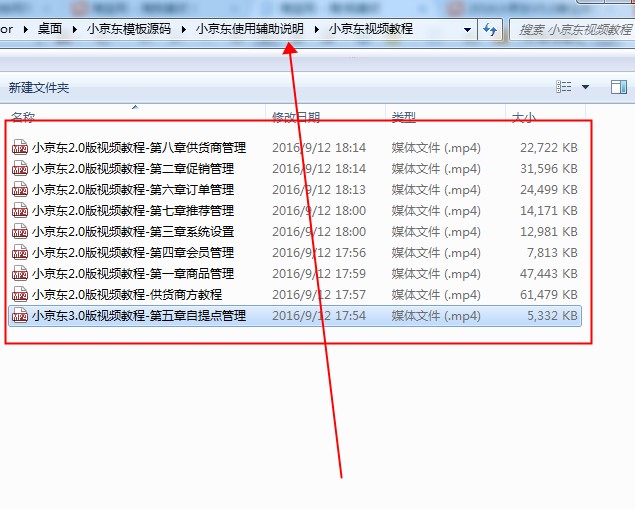 or ▸ 桌面 ▸ 小京东模板源码 ▸ 小京东使用辅助说明 ▸ 小京东视频教程 搜索 小京东视频教程
新建文件夹
名称 修改日期 类型 大小
小京东2.0版视频教程-第八章供货商管理 2016/9/12 18:14 媒体文件 (.mp4) 22,722 KB
小京东2.0版视频教程-第二章促销管理 2016/9/12 18:14 媒体文件 (.mp4) 31,596 KB
小京东2.0版视频教程-第六章订单管理 2016/9/12 18:13 媒体文件 (.mp4) 24,499 KB
小京东2.0版视频教程-第七章推荐管理 2016/9/12 18:00 媒体文件 (.mp4) 14,171 KB
小京东2.0版视频教程-第三章系统设置 2016/9/12 18:00 媒体文件 (.mp4) 12,981 KB
小京东2.0版视频教程-第四章会员管理 2016/9/12 17:56 媒体文件 (.mp4) 7,813 KB
小京东2.0版视频教程-第一章商品管理 2016/9/12 17:59 媒体文件 (.mp4) 47,443 KB
小京东2.0版视频教程-供货商方教程 2016/9/12 17:57 媒体文件 (.mp4) 61,479 KB
小京东3.0版视频教程-第五章自提点管理 2016/9/12 17:54 媒体文件 (.mp4) 5,332 KB